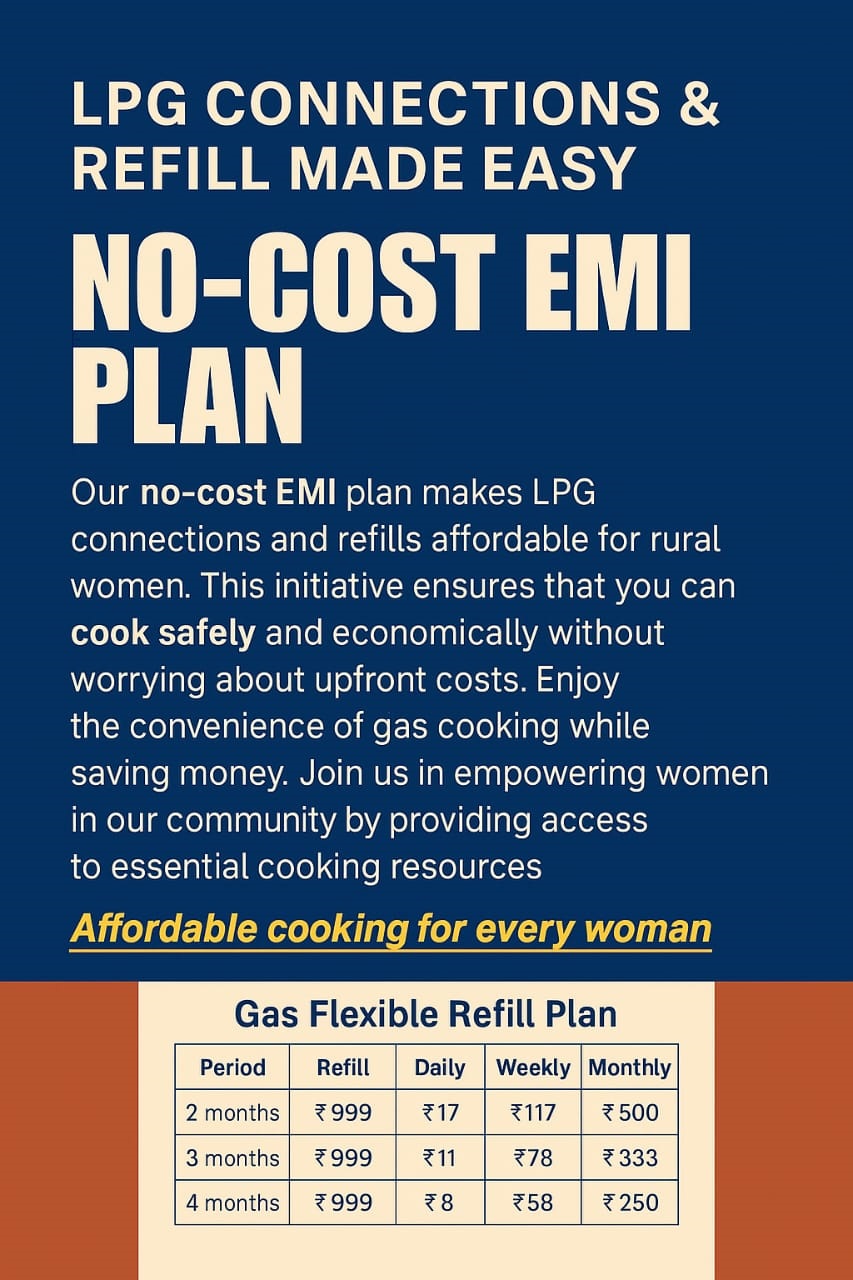 LPG CONNECTIONS &
REFILL MADE EASY
NO-COST EMI
PLAN
Our no-cost EMI plan makes LPG
connections and refills affordable for rural
women. This initiative ensures that you can
cook safely and economically without
worrying about upfront costs. Enjoy
the convenience of gas cooking while
saving money. Join us in empowering women
in our community by providing access
to essential cooking resources
Affordable cooking for every woman
Gas Flexible Refill Plan
Period Refill Daily Weekly Monthly
2 months ₹999 ₹17 ₹117 ₹500
3 months ₹999 ₹11 ₹78 ₹333
4 months ₹999 ₹8 ₹58 ₹250